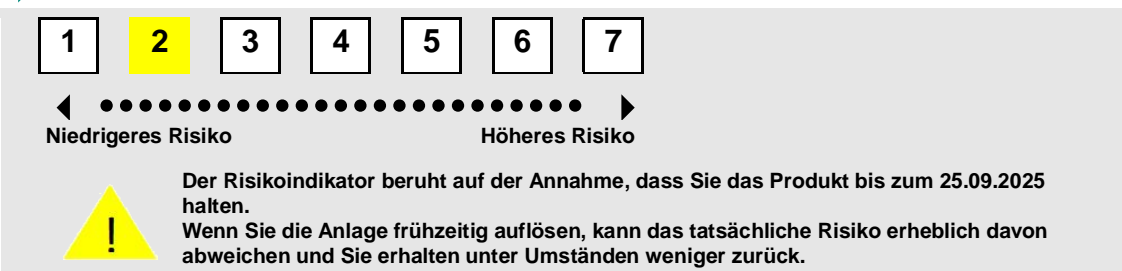 1 2 3 4 5 6 7
Niedrigeres Risiko Höheres Risiko
Der Risikoindikator beruht auf der Annahme, dass Sie das Produkt bis zum 25.09.2025
halten.
Wenn Sie die Anlage frühzeitig auflösen, kann das tatsächliche Risiko erheblich davon
abweichen und Sie erhalten unter Umständen weniger zurück.
!